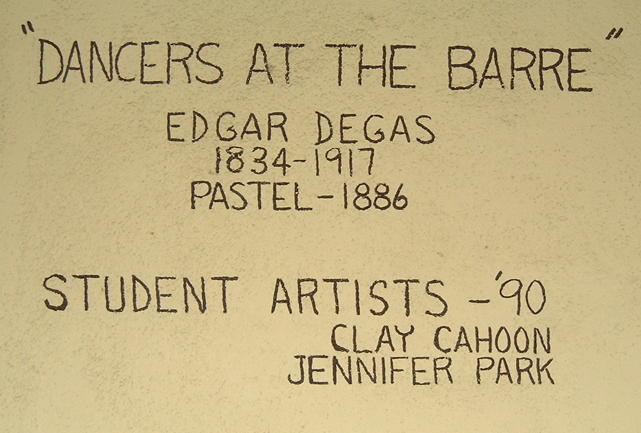 "DANCERS AT THE BARRE"
EDGAR DEGAS
1834-1917
PASTEL-1886
STUDENT ARTISTS -'90
CLAY CAHOON
JENNIFER PARK